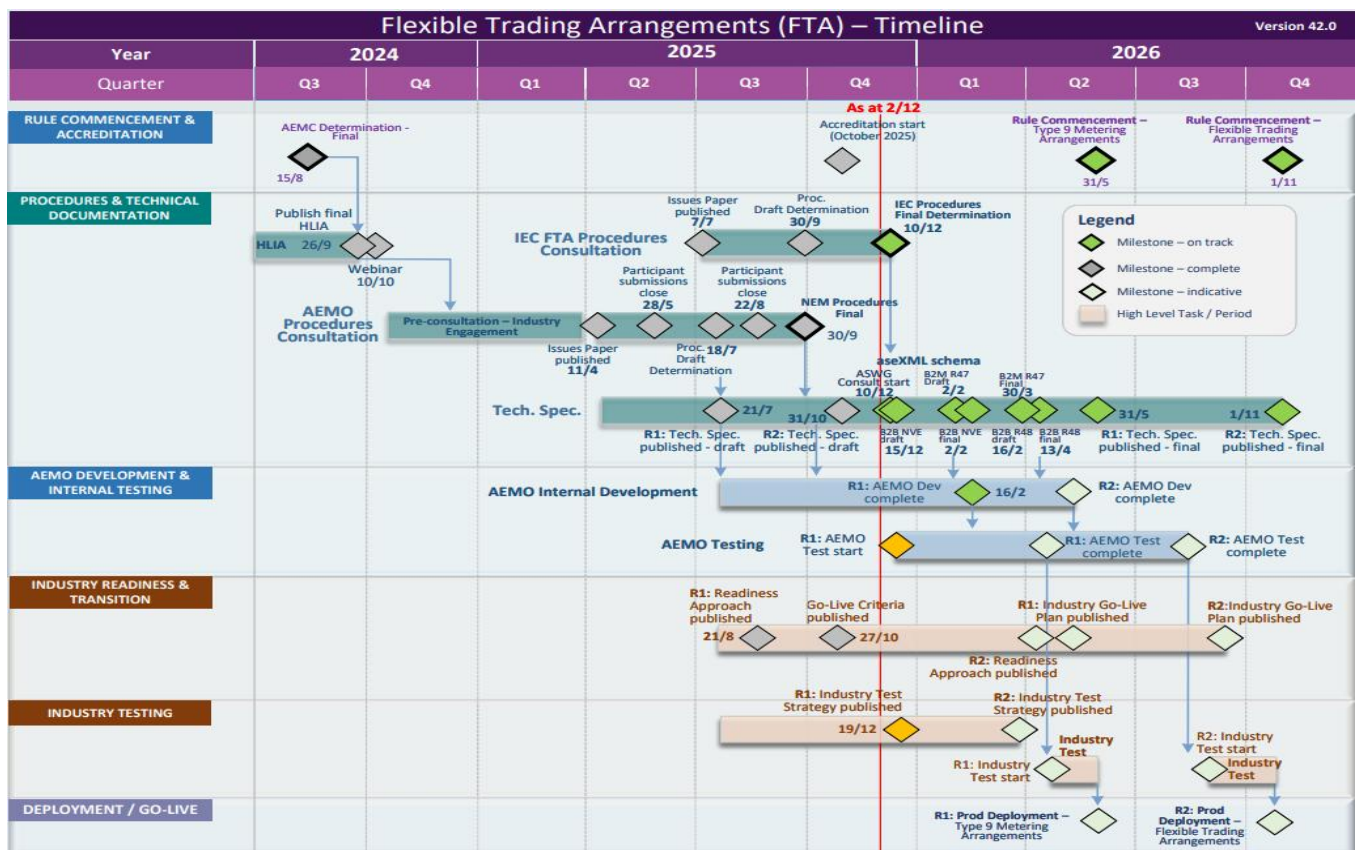 Flexible Trading Arrangements (FTA) – Timeline
Version 42.0
Year
2024
2025
2026
Quarter
Q3
Q4
Q1
Q2
Q3
Q4
Q1
Q2
Q3
Q4
As at 2/12
RULE COMMENCEMENT &
ACCREDITATION
AEMC Determination -
Final
15/8
Accreditation start
(October 2025)
Rule Commencement –
Type 9 Metering
Arrangements
31/5
Rule Commencement –
Flexible Trading
Arrangements
1/11
PROCEDURES & TECHNICAL
DOCUMENTATION
Publish final
HLIA
HLIA
26/9
Webinar
10/10
IEC FTA Procedures
Consultation
Issues Paper
published
7/7
Proc.
Draft Determination
30/9
IEC Procedures
Final Determination
10/12
Legend
Milestone – on track
Milestone – complete
Milestone – indicative
High Level Task / Period
AEMO
Procedures
Consultation
Pre-consultation – Industry
Engagement
Issues Paper
published
11/4
Participant
submissions
close
28/5
Proc.
Draft
Determination
18/7
Participant
submissions
close
22/8
NEM Procedures
Final
30/9
Tech. Spec.
21/7
R1: Tech. Spec.
published - draft
31/10
R2: Tech. Spec.
published - draft
aseXML schema
ASWG
Consult start
10/12
B2B NVE
draft
15/12
B2M R47
Draft
2/2
B2B NVE
final
2/2
B2B R48
draft
16/2
B2M R47
Final
30/3
B2B R48
final
13/4
31/5
R1: Tech. Spec.
published - final
1/11
R2: Tech. Spec.
published - final
AEMO DEVELOPMENT &
INTERNAL TESTING
AEMO Internal Development
R1: AEMO Dev
complete
16/2
R2: AEMO Dev
complete
AEMO Testing
R1: AEMO
Test start
R1: AEMO Test
complete
R2: AEMO Test
complete
INDUSTRY READINESS &
TRANSITION
R1: Readiness
Approach
published
21/8
Go-Live Criteria
published
27/10
R1: Industry Go-Live
Plan published
R2: Readiness
Approach published
R2:Industry Go-Live
Plan published
INDUSTRY TESTING
R1: Industry Test
Strategy published
19/12
R2: Industry Test
Strategy published
R1: Industry
Test start
Industry
Test
R2: Industry
Test start
Industry
Test
DEPLOYMENT / GO-LIVE
R1: Prod Deployment –
Type 9 Metering
Arrangements
R2: Prod
Deployment –
Flexible Trading
Arrangements